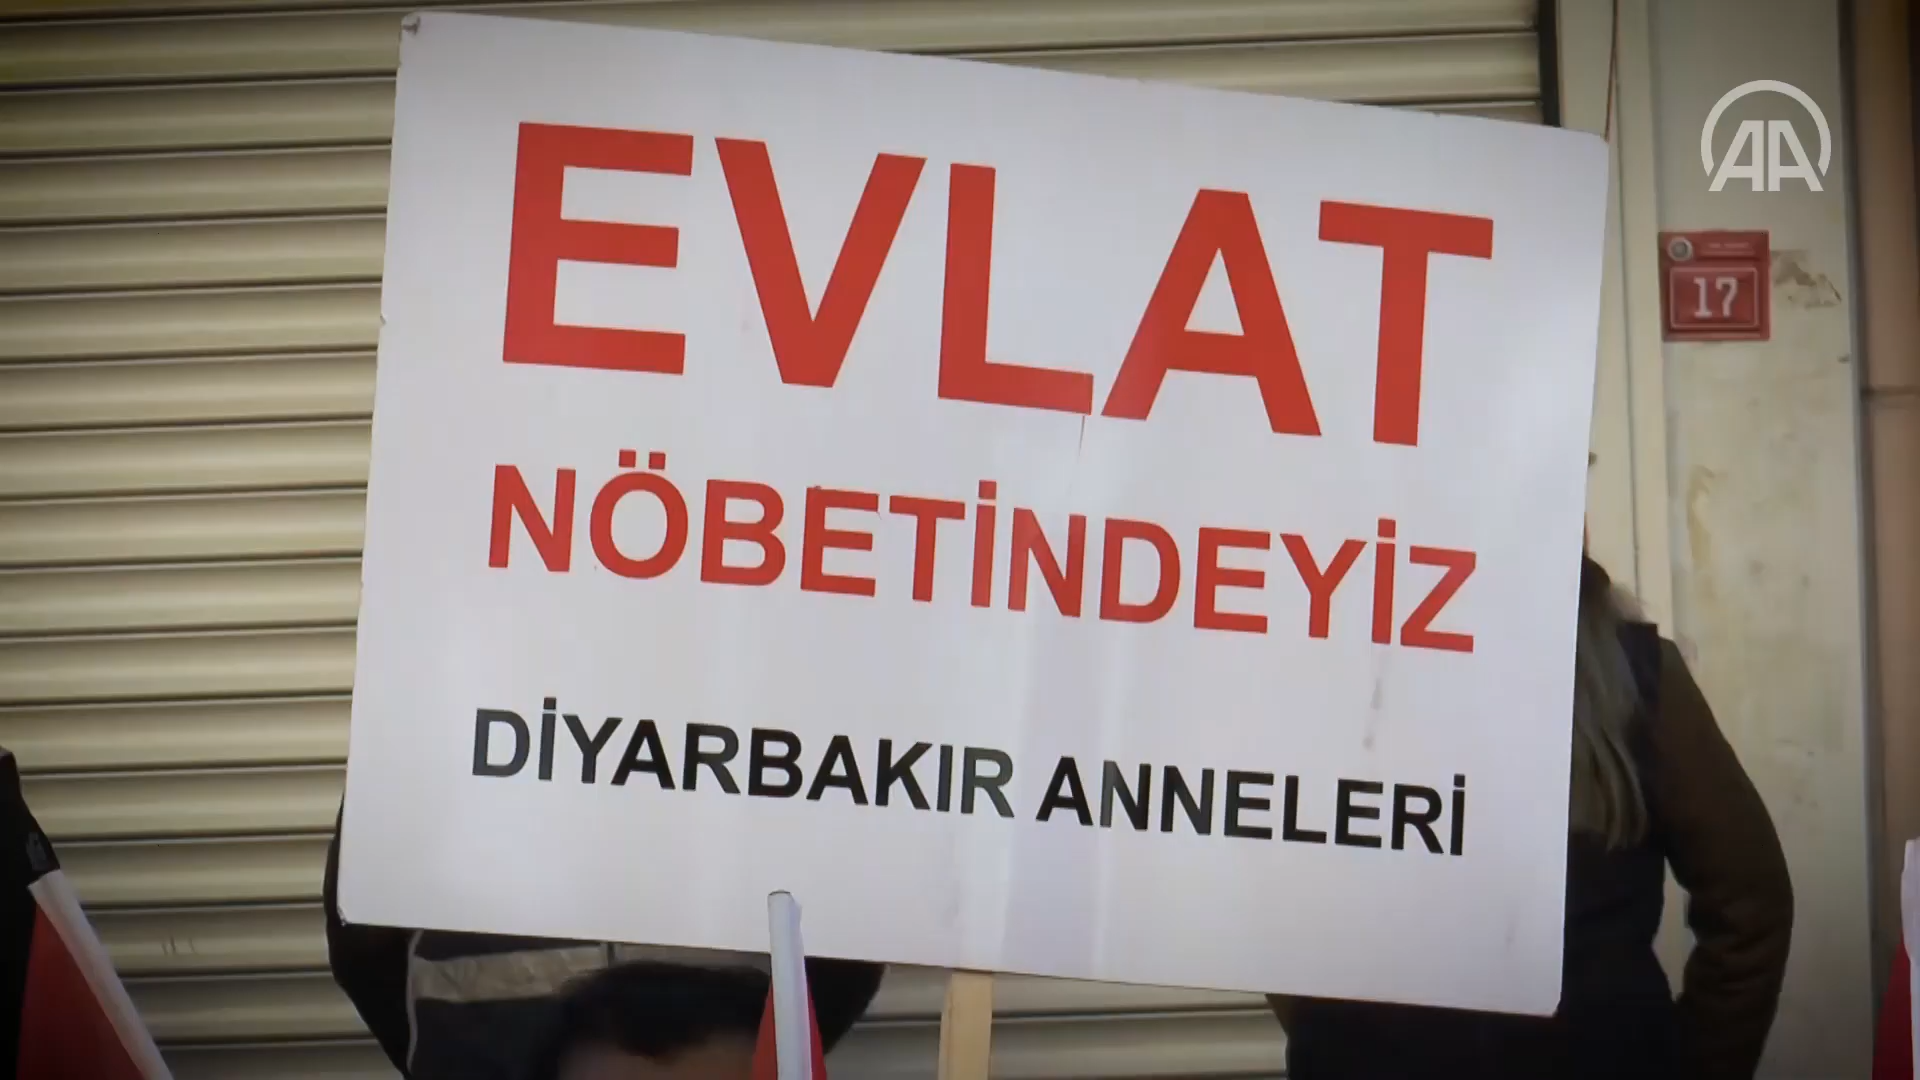 EVLAT
NÖBETİNDEYİZ
DİYARBAKIR ANNELERİ
AA
17